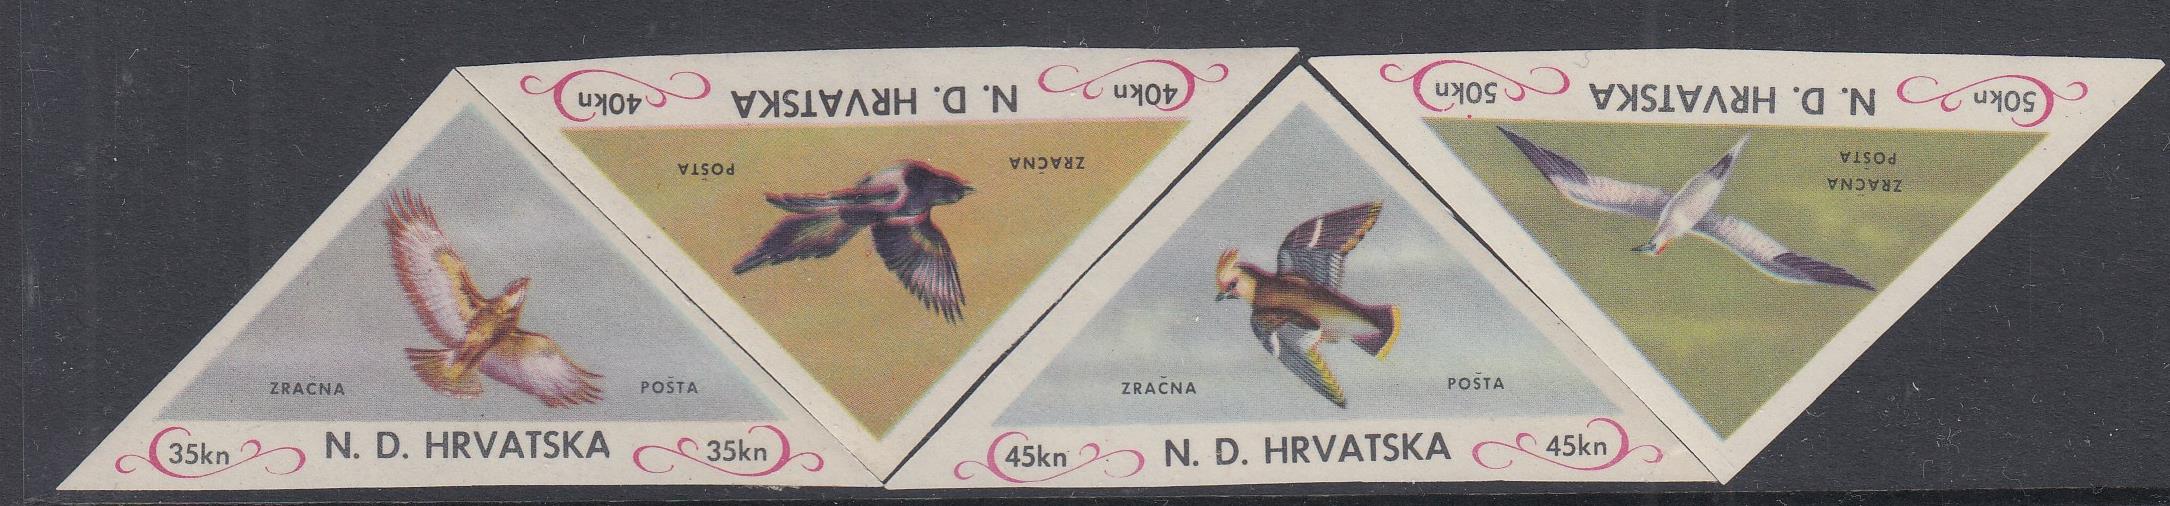 ZRAČNA POŠTA
35kn N. D. HRVATSKA 35kn
40kn N. D. HRVATSKA 40kn
ZRAČNA POŠTA
ZRAČNA POŠTA
45kn N. D. HRVATSKA 45kn
50kn N. D. HRVATSKA 50kn
ZRAČNA
POŠTA